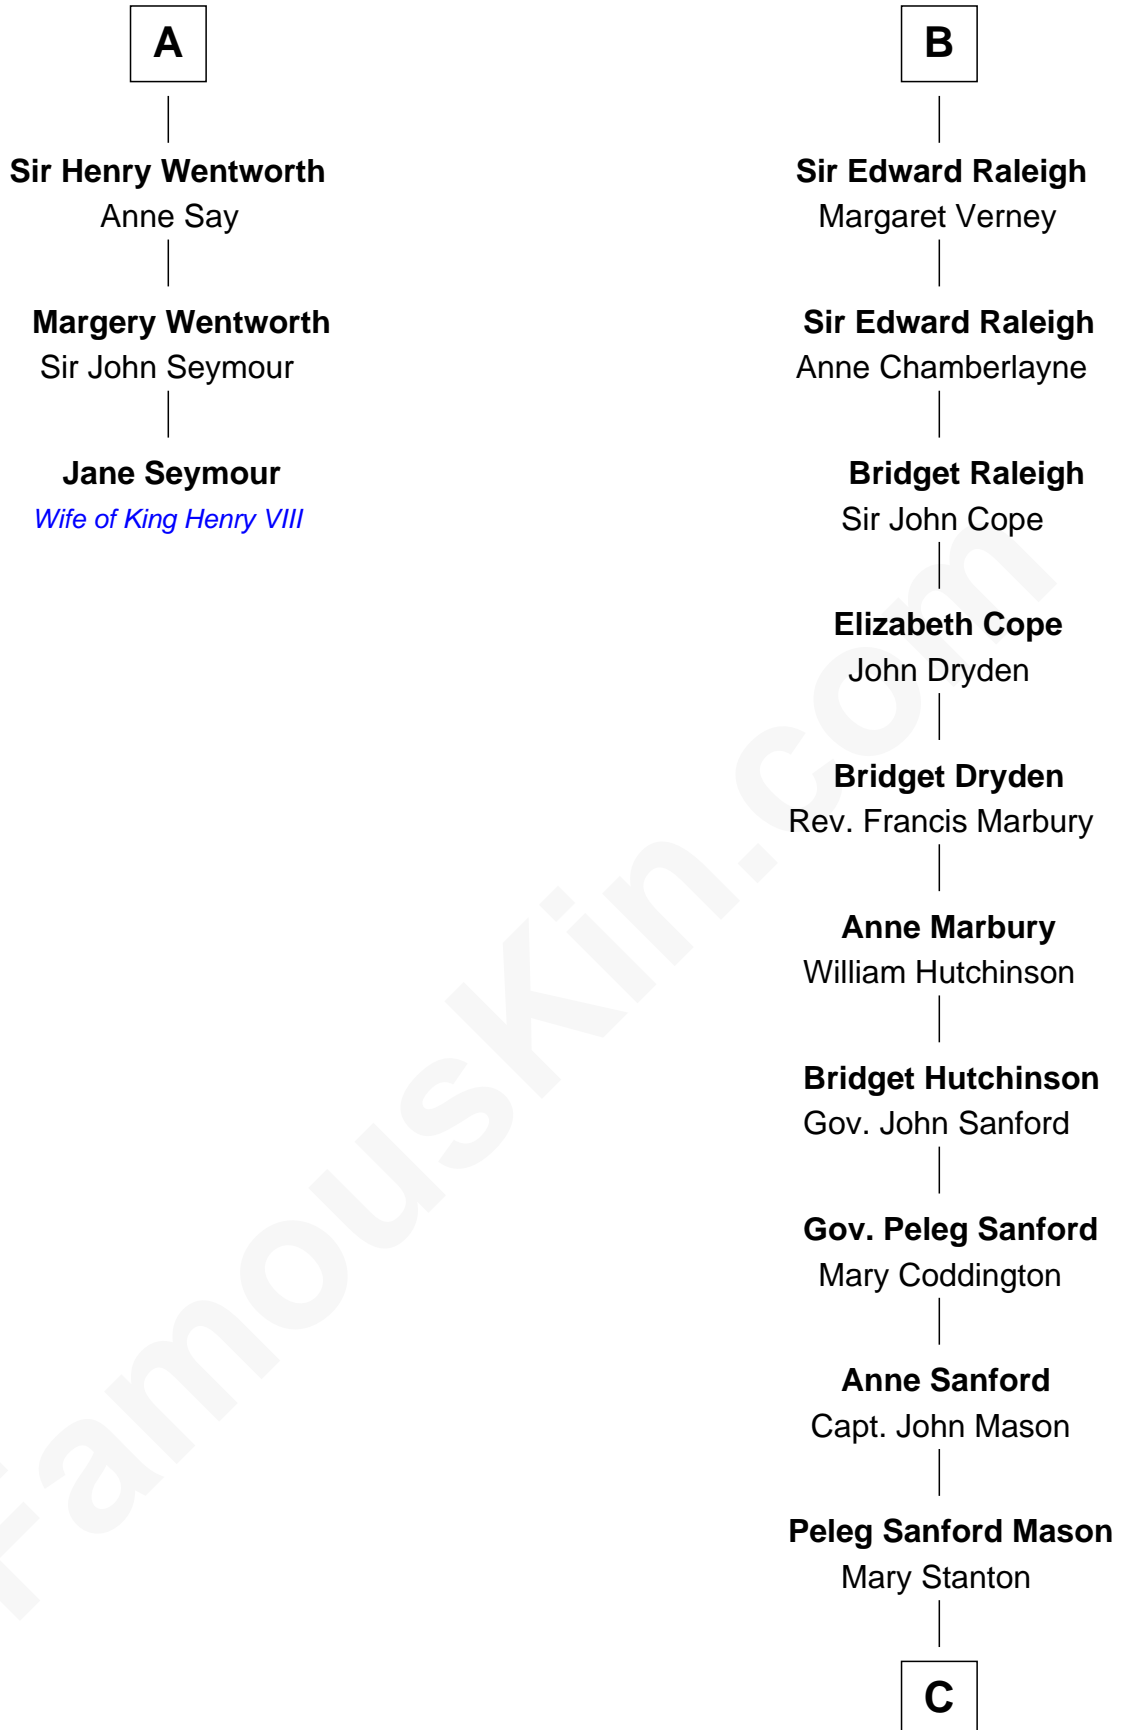 A
Sir Henry Wentworth
Anne Say
Margery Wentworth
Sir John Seymour
Jane Seymour
Wife of King Henry VIII
B
Sir Edward Raleigh
Margaret Verney
Sir Edward Raleigh
Anne Chamberlayne
Bridget Raleigh
Sir John Cope
Elizabeth Cope
John Dryden
Bridget Dryden
Rev. Francis Marbury
Anne Marbury
William Hutchinson
Bridget Hutchinson
Gov. John Sanford
Gov. Peleg Sanford
Mary Coddington
Anne Sanford
Capt. John Mason
Peleg Sanford Mason
Mary Stanton
C
FamousKin.com